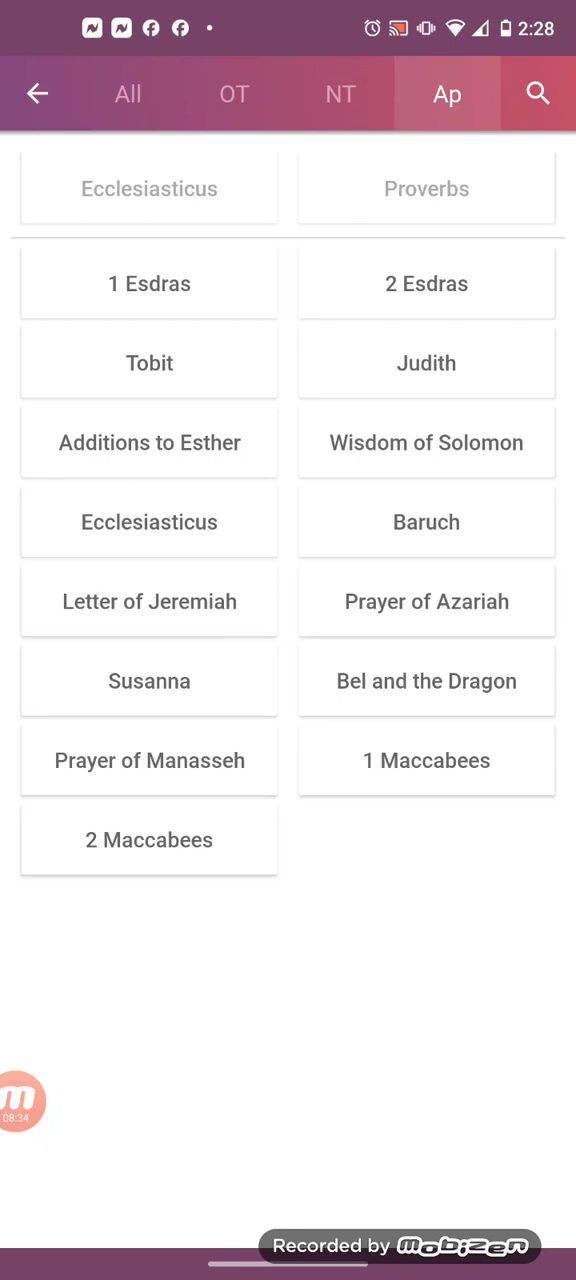 2:28
All OT NT Ap
Ecclesiasticus Proverbs
1 Esdras 2 Esdras
Tobit Judith
Additions to Esther Wisdom of Solomon
Ecclesiasticus Baruch
Letter of Jeremiah Prayer of Azariah
Susanna Bel and the Dragon
Prayer of Manasseh 1 Maccabees
2 Maccabees
m
08:34
Recorded by mobizen